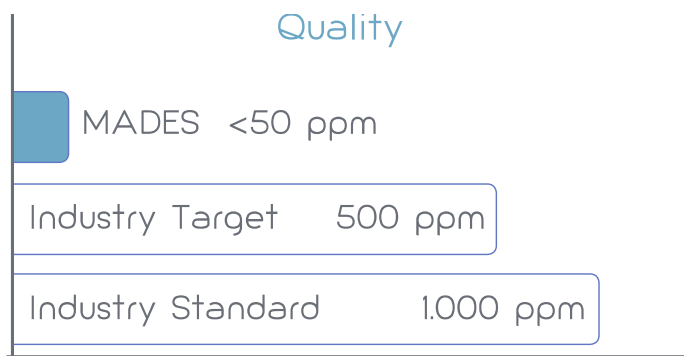 Quality
MADES <50 ppm
Industry Target 500 ppm
Industry Standard 1.000 ppm